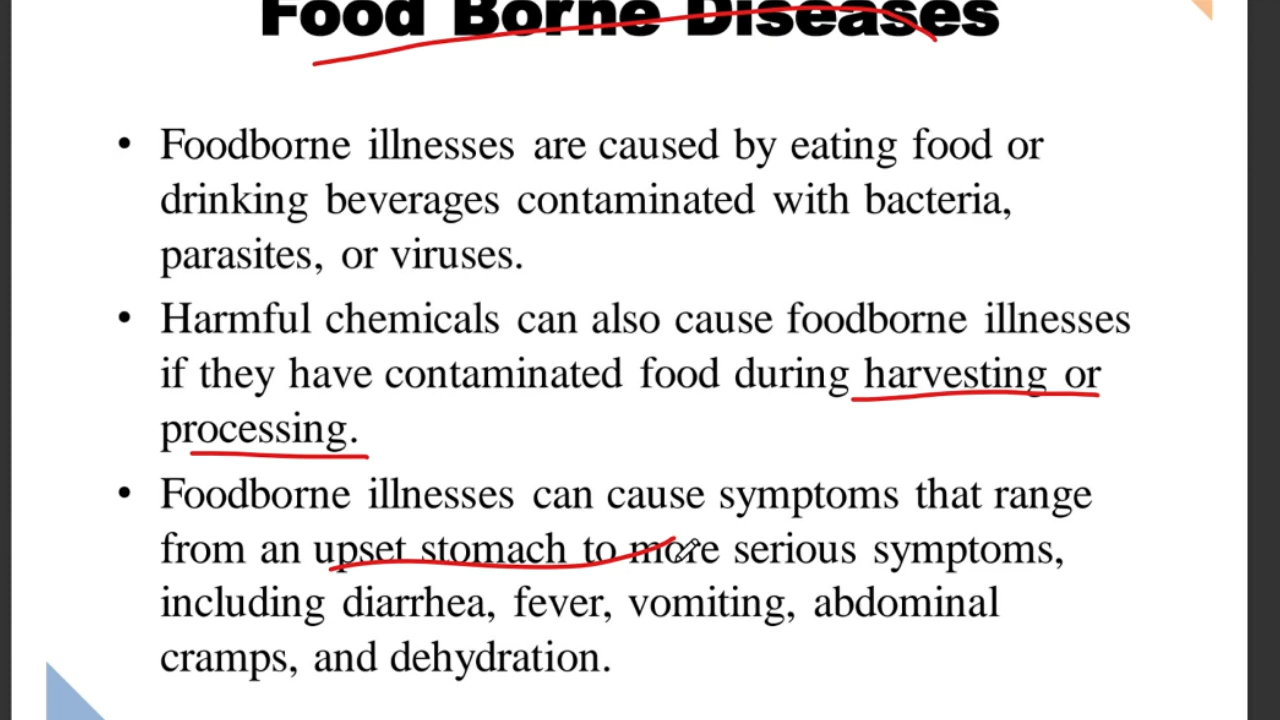 Food Borne Diseases
• Foodborne illnesses are caused by eating food or
drinking beverages contaminated with bacteria,
parasites, or viruses.
• Harmful chemicals can also cause foodborne illnesses
if they have contaminated food during harvesting or
processing.
• Foodborne illnesses can cause symptoms that range
from an upset stomach to more serious symptoms,
including diarrhea, fever, vomiting, abdominal
cramps, and dehydration.